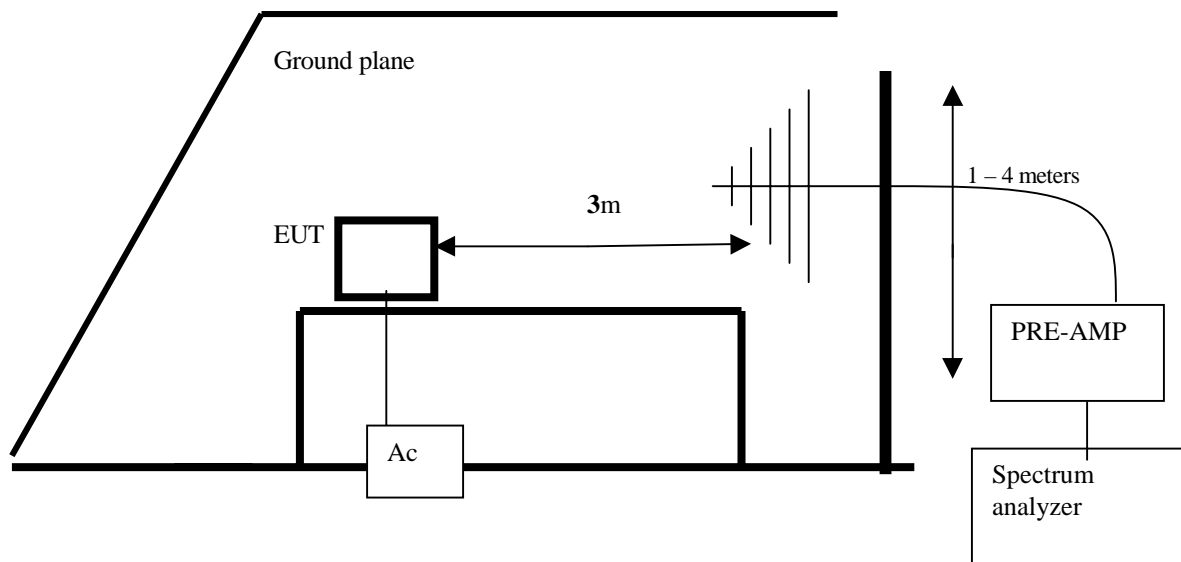 Ground plane
1 – 4 meters
3m
EUT
PRE-AMP
Ac
Spectrum
analyzer